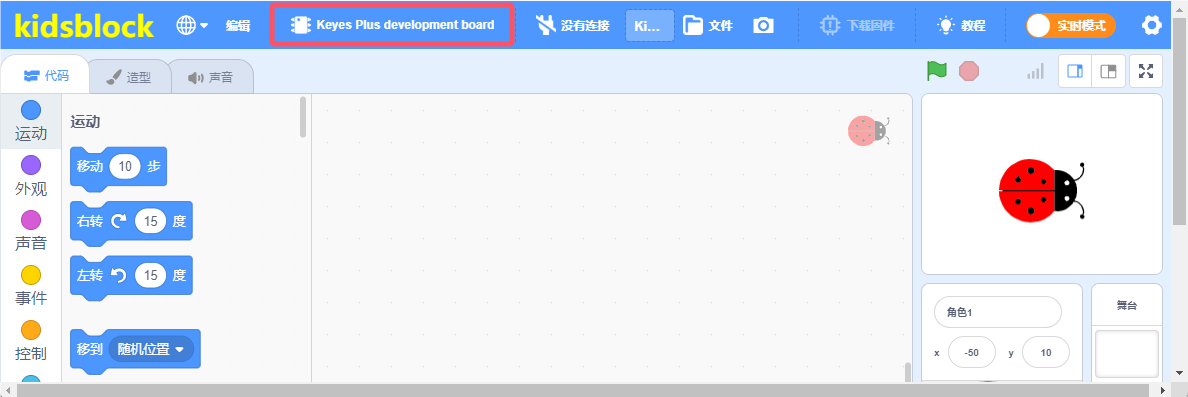 kidsblock 编辑 Keyes Plus development board 没有连接 Ki... 文件 下载固件 教程 实时模式
代码 造型 声音
运动
外观
声音
事件
控制
运动
移动 10 步
右转 15 度
左转 15 度
移到 随机位置
角色1
x -50 y 10
舞台